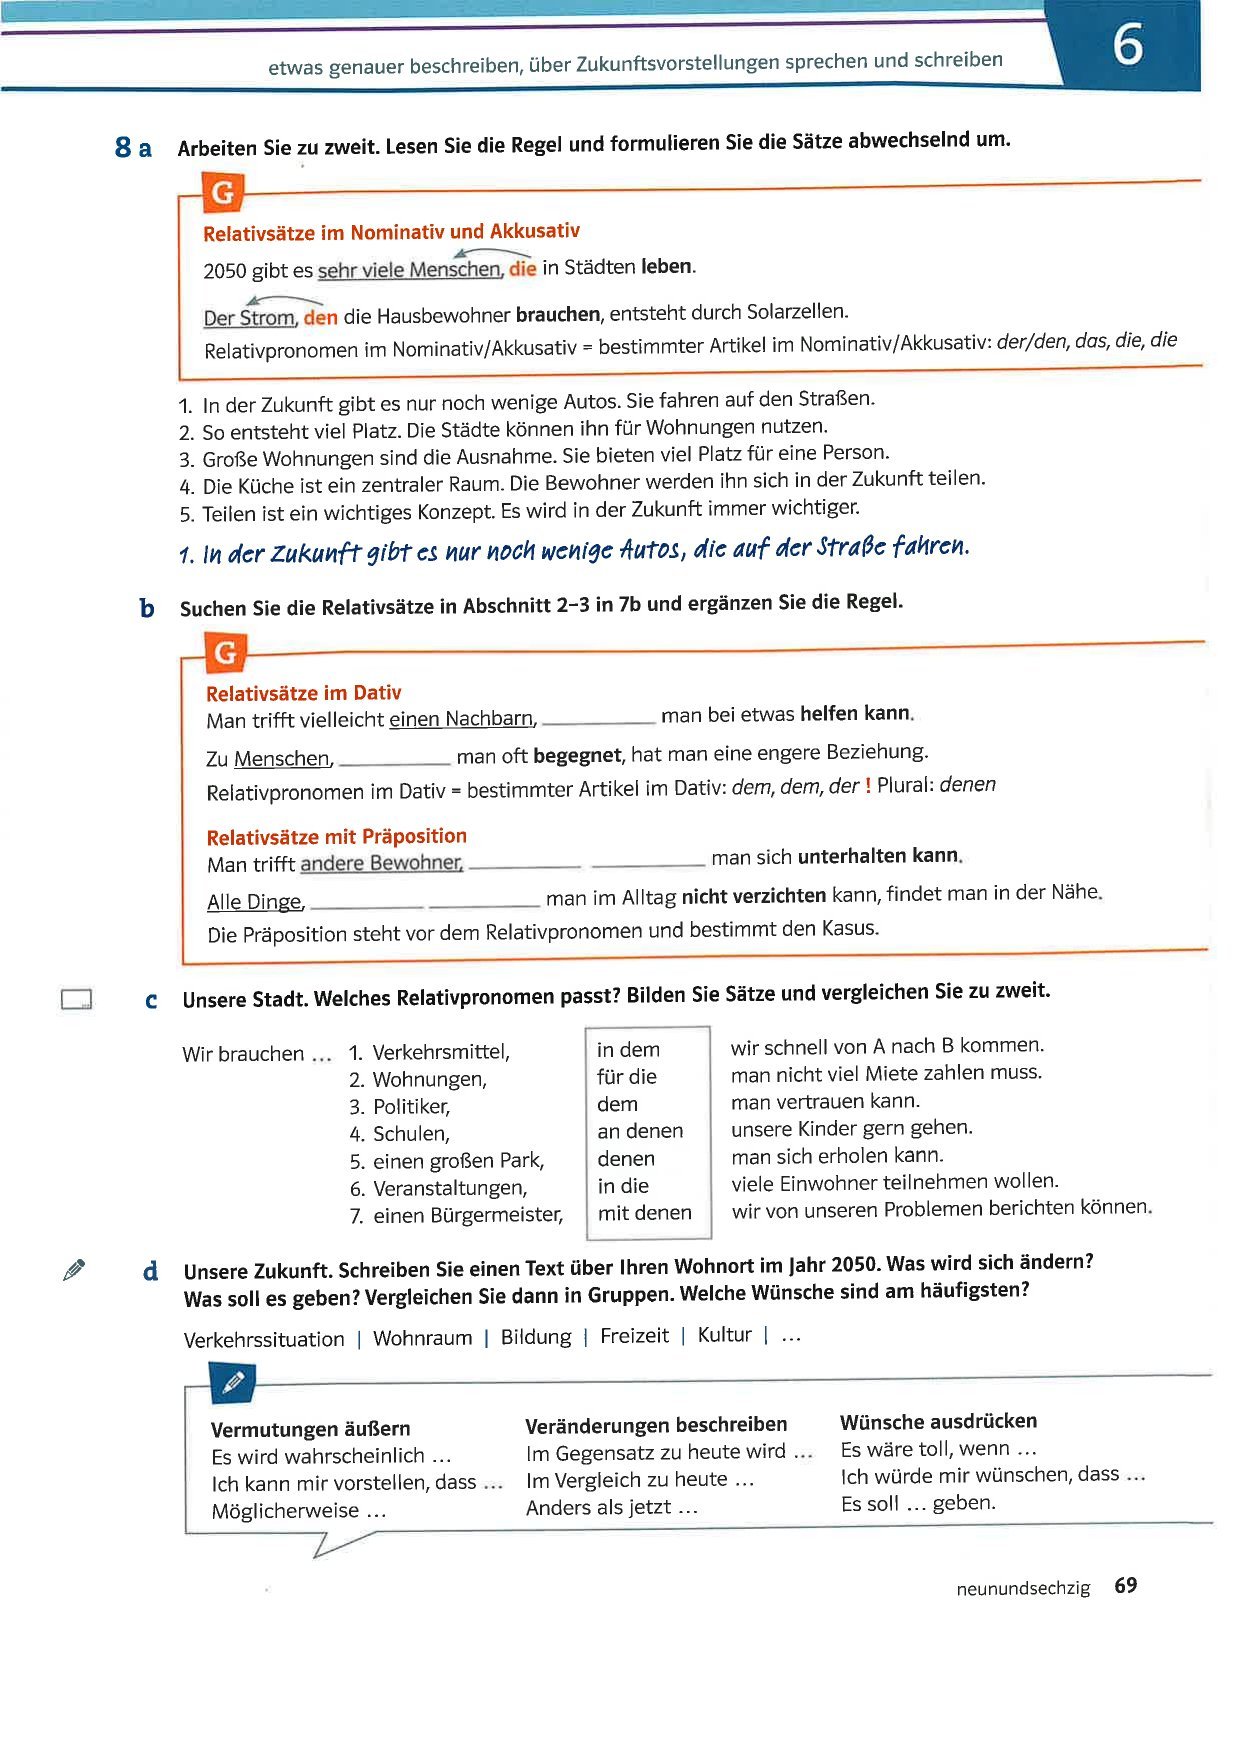 6
etwas genauer beschreiben, über Zukunftsvorstellungen sprechen und schreiben
8 a Arbeiten Sie zu zweit. Lesen Sie die Regel und formulieren Sie die Sätze abwechselnd um.
G
Relativsätze im Nominativ und Akkusativ
2050 gibt es sehr viele Menschen, die in Städten leben.
Der Strom, den die Hausbewohner brauchen, entsteht durch Solarzellen.
Relativpronomen im Nominativ/Akkusativ = bestimmter Artikel im Nominativ/Akkusativ: der/den, das, die, die
1. In der Zukunft gibt es nur noch wenige Autos. Sie fahren auf den Straßen.
2. So entsteht viel Platz. Die Städte können ihn für Wohnungen nutzen.
3. Große Wohnungen sind die Ausnahme. Sie bieten viel Platz für eine Person.
4. Die Küche ist ein zentraler Raum. Die Bewohner werden ihn sich in der Zukunft teilen.
5. Teilen ist ein wichtiges Konzept. Es wird in der Zukunft immer wichtiger.
1. In der Zukunft gibt es nur noch wenige Autos, die auf der Straße fahren.
b Suchen Sie die Relativsätze in Abschnitt 2–3 in 7b und ergänzen Sie die Regel.
G
Relativsätze im Dativ
Man trifft vielleicht einen Nachbarn, ____________ man bei etwas helfen kann.
Zu Menschen, ____________ man oft begegnet, hat man eine engere Beziehung.
Relativpronomen im Dativ = bestimmter Artikel im Dativ: dem, dem, der ! Plural: denen
Relativsätze mit Präposition
Man trifft andere Bewohner, ____________ ____________ man sich unterhalten kann.
Alle Dinge, ____________ ____________ man im Alltag nicht verzichten kann, findet man in der Nähe.
Die Präposition steht vor dem Relativpronomen und bestimmt den Kasus.
c Unsere Stadt. Welches Relativpronomen passt? Bilden Sie Sätze und vergleichen Sie zu zweit.
Wir brauchen ... 1. Verkehrsmittel, in dem wir schnell von A nach B kommen.
2. Wohnungen, für die man nicht viel Miete zahlen muss.
3. Politiker, dem man vertrauen kann.
4. Schulen, an denen unsere Kinder gern gehen.
5. einen großen Park, denen man sich erholen kann.
6. Veranstaltungen, in die viele Einwohner teilnehmen wollen.
7. einen Bürgermeister, mit denen wir von unseren Problemen berichten können.
d Unsere Zukunft. Schreiben Sie einen Text über Ihren Wohnort im Jahr 2050. Was wird sich ändern?
Was soll es geben? Vergleichen Sie dann in Gruppen. Welche Wünsche sind am häufigsten?
Verkehrssituation | Wohnraum | Bildung | Freizeit | Kultur | ...
Vermutungen äußern Veränderungen beschreiben Wünsche ausdrücken
Es wird wahrscheinlich ... Im Gegensatz zu heute wird ... Es wäre toll, wenn ...
Ich kann mir vorstellen, dass ... Im Vergleich zu heute ... Ich würde mir wünschen, dass ...
Möglicherweise ... Anders als jetzt ... Es soll ... geben.
neunundsechzig 69